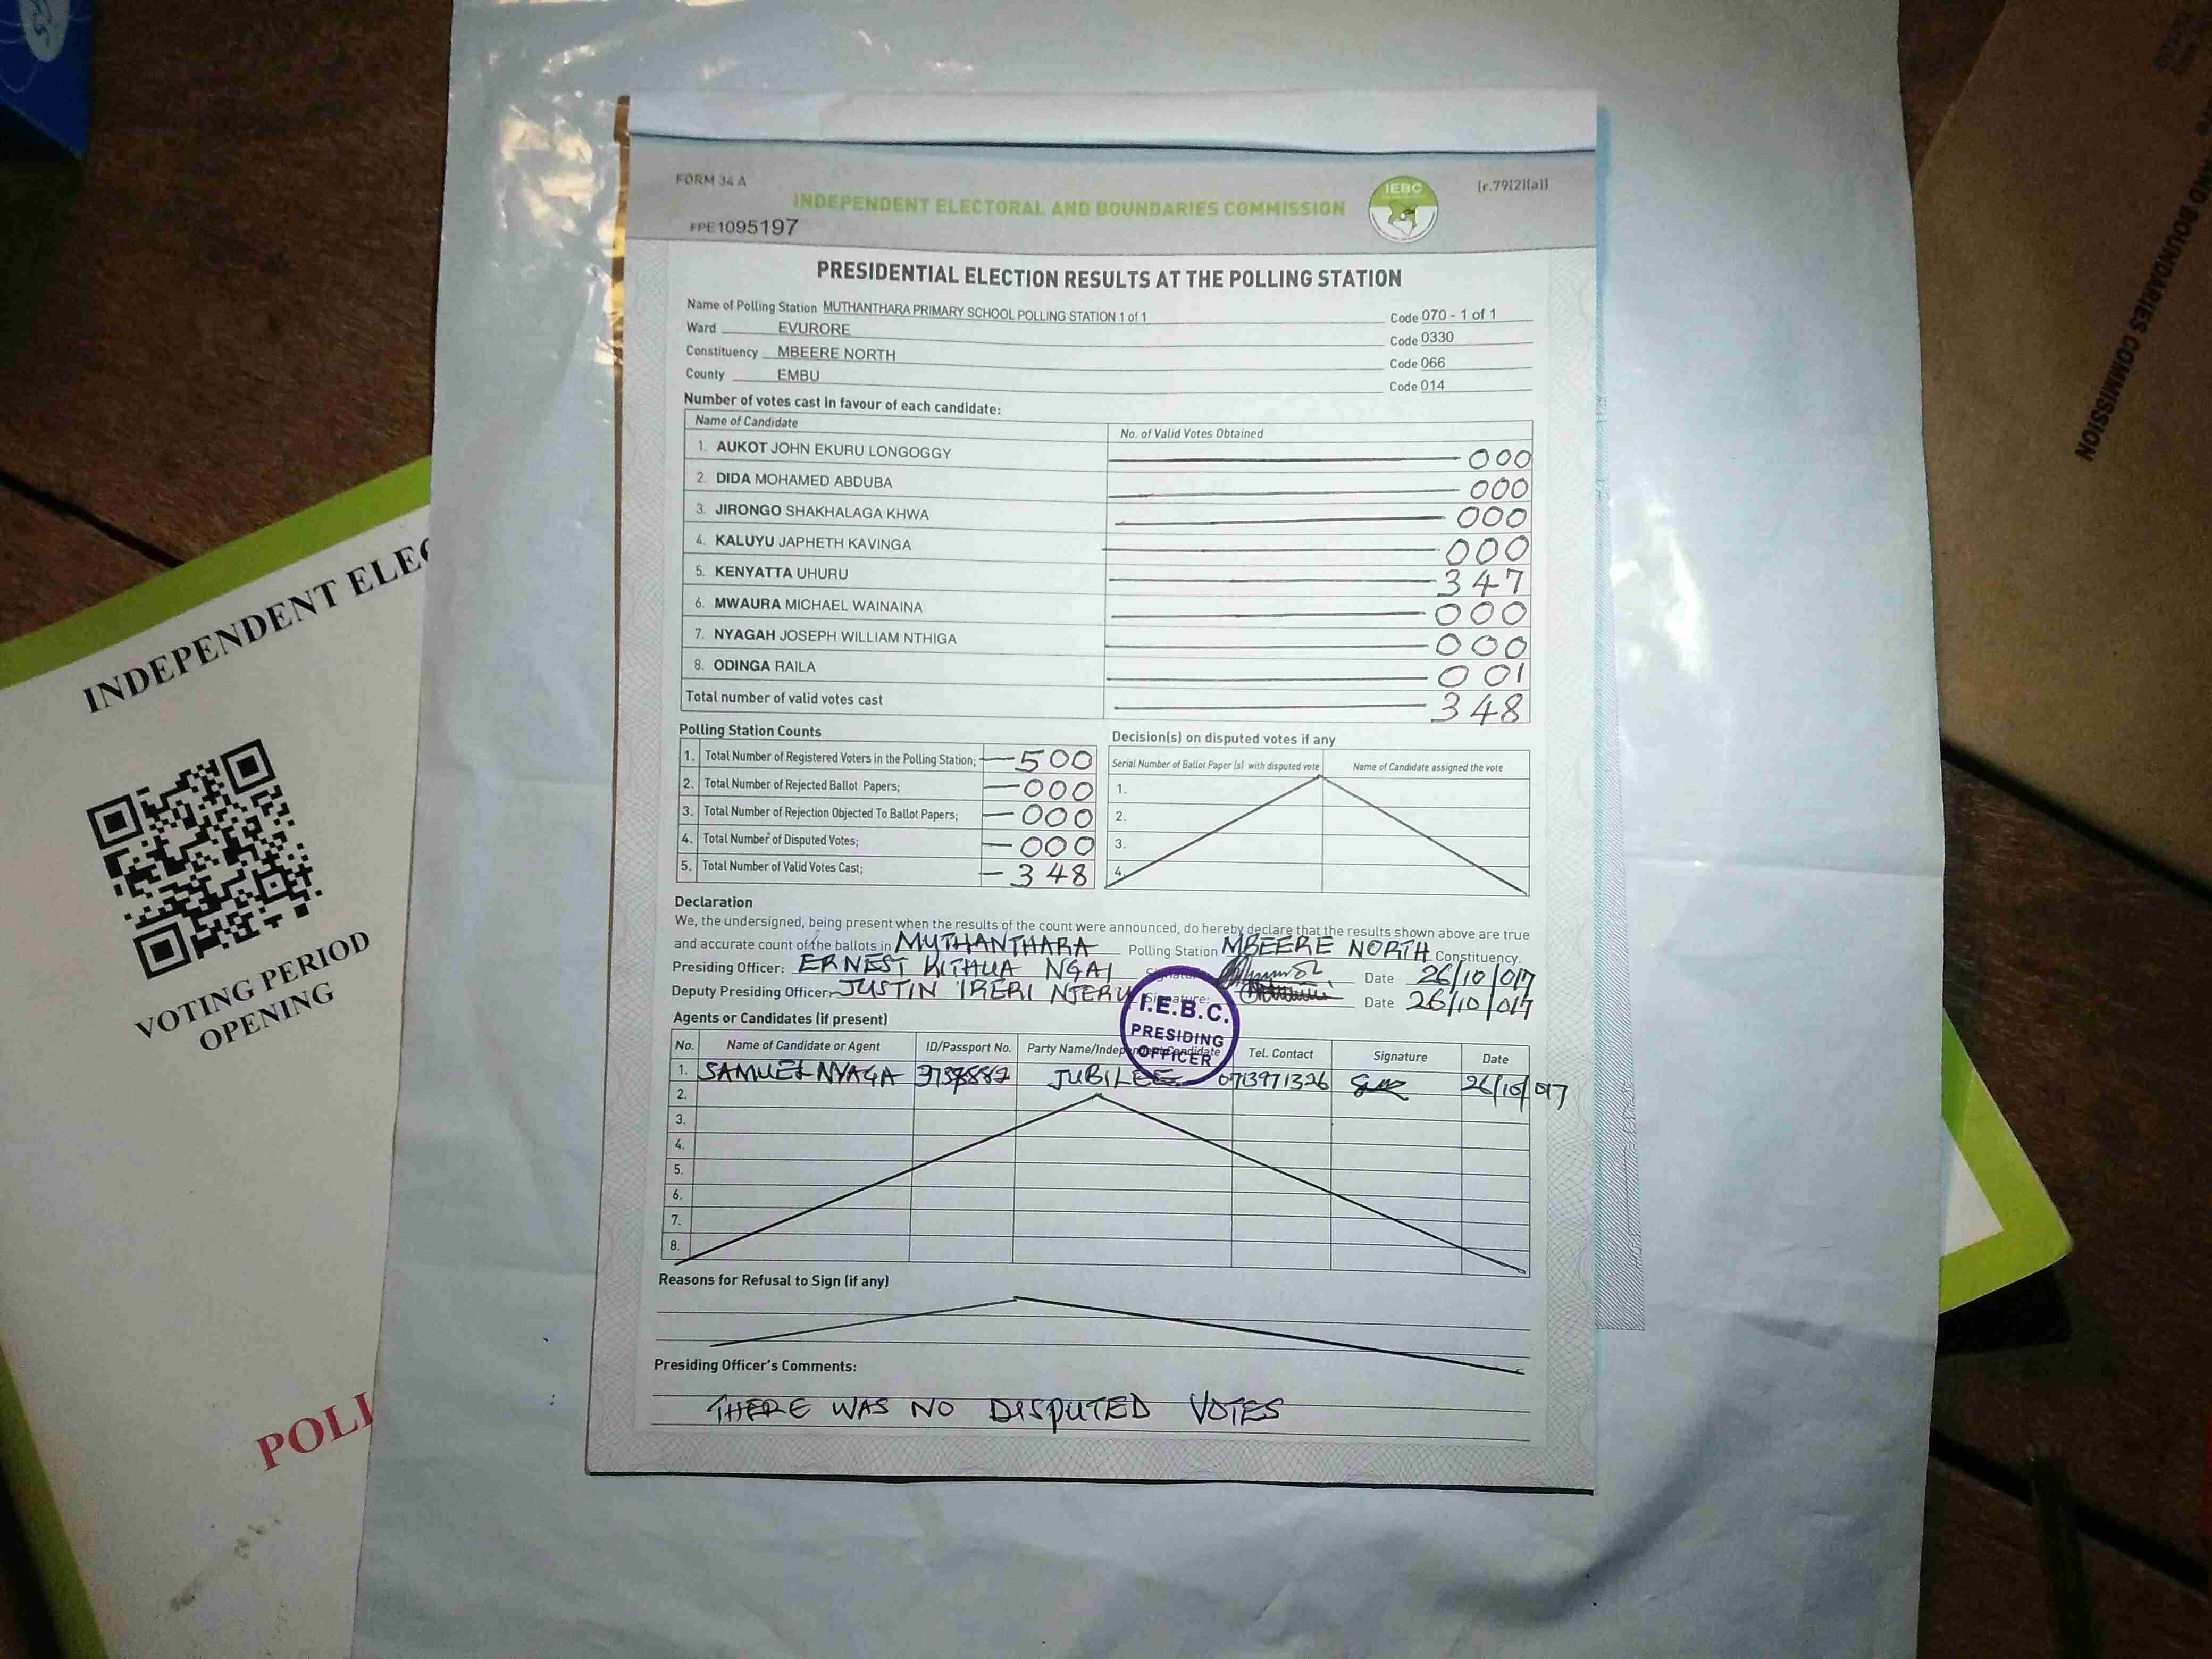 FORM 34 A
[r.79(2)(a)]
INDEPENDENT ELECTORAL AND BOUNDARIES COMMISSION
IEBC
FPE1095197
PRESIDENTIAL ELECTION RESULTS AT THE POLLING STATION
Name of Polling Station MUTHANTHARA PRIMARY SCHOOL POLLING STATION 1 of 1 Code 070 - 1 of 1
Ward EVURORE Code 0330
Constituency MBEERE NORTH Code 066
County EMBU Code 014
Number of votes cast in favour of each candidate:
Name of Candidate No. of Valid Votes Obtained
1. AUKOT JOHN EKURU LONGOGGY 000
2. DIDA MOHAMED ABDUBA 000
3. JIRONGO SHAKHALAGA KHWA 000
4. KALUYU JAPHETH KAVINGA 000
5. KENYATTA UHURU 347
6. MWAURA MICHAEL WAINAINA 000
7. NYAGAH JOSEPH WILLIAM NTHIGA 000
8. ODINGA RAILA 001
Total number of valid votes cast 348
Polling Station Counts
1. Total Number of Registered Voters in the Polling Station; 500
2. Total Number of Rejected Ballot Papers; 000
3. Total Number of Rejection Objected To Ballot Papers; 000
4. Total Number of Disputed Votes; 000
5. Total Number of Valid Votes Cast; 348
Decision(s) on disputed votes if any
Serial Number of Ballot Paper (s) with disputed vote Name of Candidate assigned the vote
1.
2.
3.
4.
Declaration
We, the undersigned, being present when the results of the count were announced, do hereby declare that the results shown above are true
and accurate count of the ballots in MUTHANTHARA Polling Station MBEERE NORTH Constituency.
Presiding Officer: ERNEST KITHUA NGAI Signature: Date 26/10/017
Deputy Presiding Officer: JUSTIN IRERI NJERU Signature: Date 26/10/017
I.E.B.C.
PRESIDING
OFFICER
Agents or Candidates (if present)
No. Name of Candidate or Agent ID/Passport No. Party Name/Independent Candidate Tel. Contact Signature Date
1. SAMUEL NYAGA JUBILEE 0713971326 26/10/017
2.
3.
4.
5.
6.
7.
8.
Reasons for Refusal to Sign (if any)
Presiding Officer's Comments:
THERE WAS NO DISPUTED VOTES
INDEPENDENT ELEC
VOTING PERIOD
OPENING
POLL
AND BOUNDARIES COMMISSION